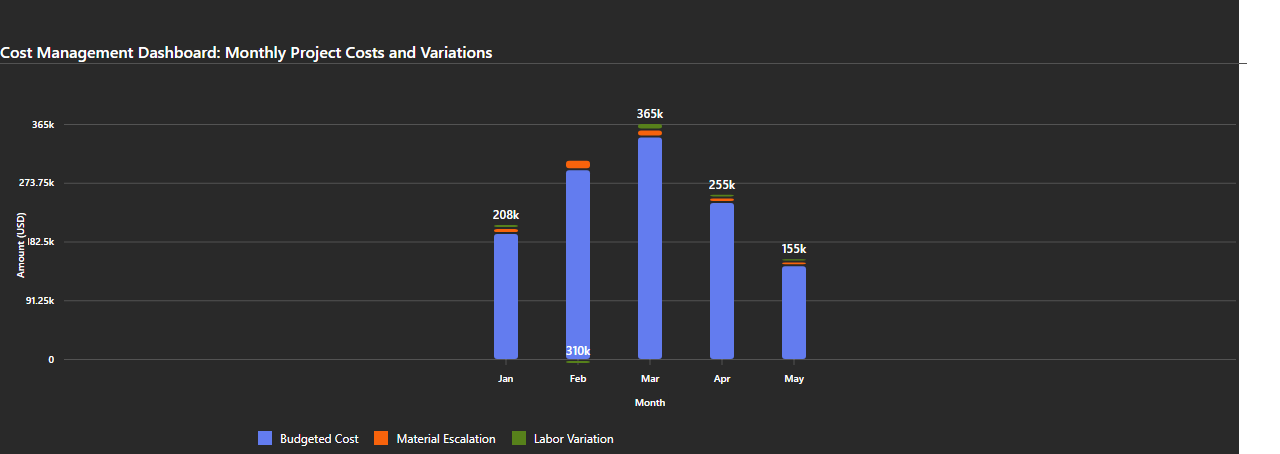 Cost Management Dashboard: Monthly Project Costs and Variations
365k
365k
273.75k
255k
208k
182.5k
155k
91.25k
310k
0
Amount (USD)
Jan Feb Mar Apr May
Month
Budgeted Cost Material Escalation Labor Variation